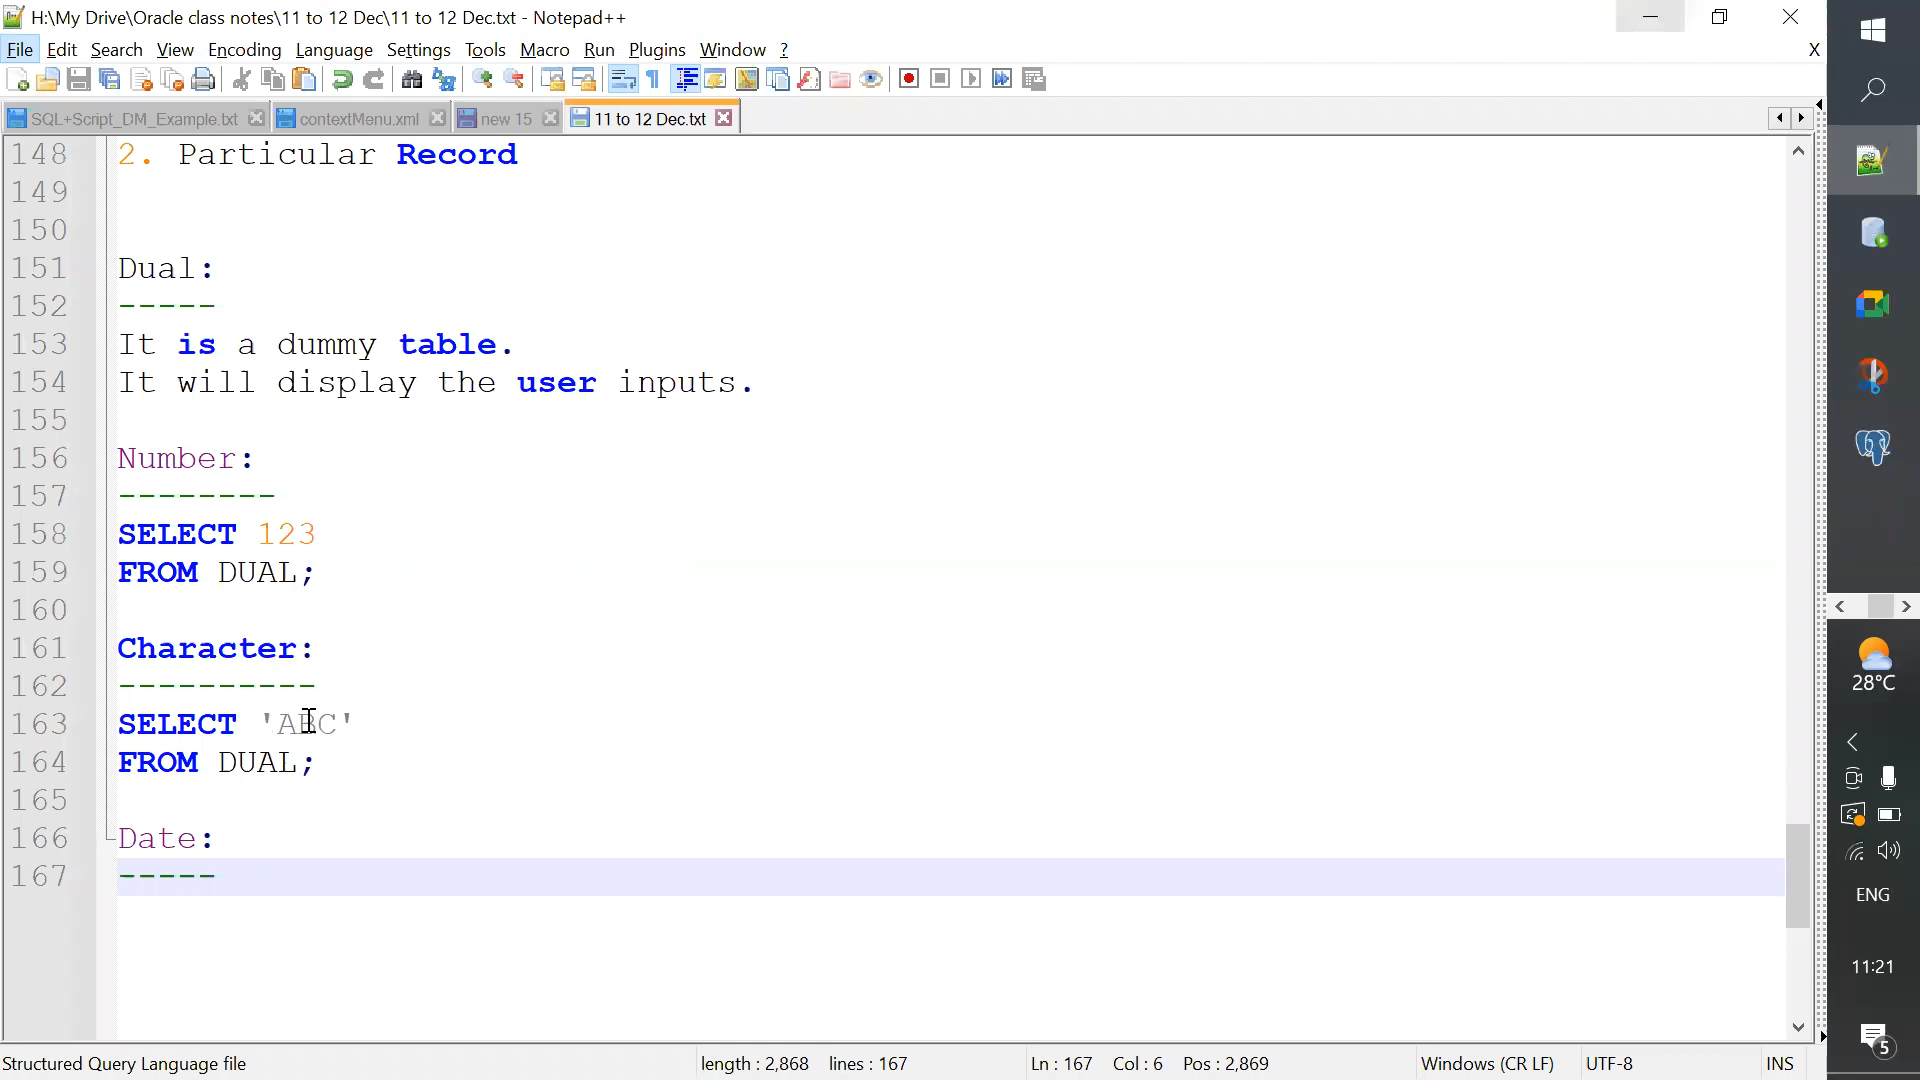 H:\My Drive\Oracle class notes\11 to 12 Dec\11 to 12 Dec.txt - Notepad++
File Edit Search View Encoding Language Settings Tools Macro Run Plugins Window ? X
SQL+Script_DM_Example.txt contextMenu.xml new 15 11 to 12 Dec.txt
148 2. Particular Record
149
150
151 Dual:
152 -----
153 It is a dummy table.
154 It will display the user inputs.
155
156 Number:
157 --------
158 SELECT 123
159 FROM DUAL;
160
161 Character:
162 ----------
163 SELECT 'ABC'
164 FROM DUAL;
165
166 Date:
167 -----
28°C
ENG
11:21
5
Structured Query Language file length : 2,868 lines : 167 Ln : 167 Col : 6 Pos : 2,869 Windows (CR LF) UTF-8 INS